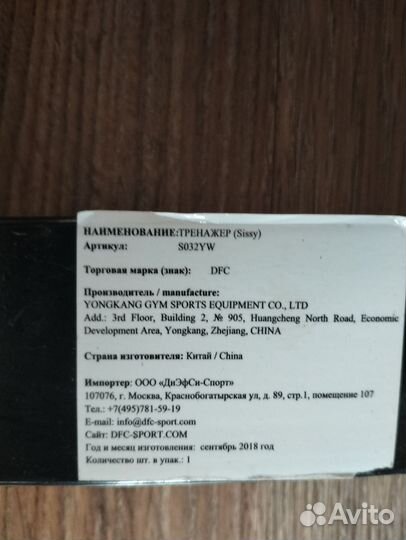 НАИМЕНОВАНИЕ:ТРЕНАЖЕР (Sissy)
Артикул: S032YW
Торговая марка (знак): DFC
Производитель / manufacture:
YONGKANG GYM SPORTS EQUIPMENT CO., LTD
Add.: 3rd Floor, Building 2, № 905, Huangcheng North Road, Economic
Development Area, Yongkang, Zhejiang, CHINA
Страна изготовителя: Китай / China
Импортер: ООО «ДиЭфСи-Спорт»
107076, г. Москва, Краснобогатырская ул, д. 89, стр.1, помещение 107
Тел.: +7(495)781-59-19
E-mail: info@dfc-sport.com
Сайт: DFC-SPORT.COM
Год и месяц изготовления: сентябрь 2018 год
Количество шт. в упак.: 1
Avito